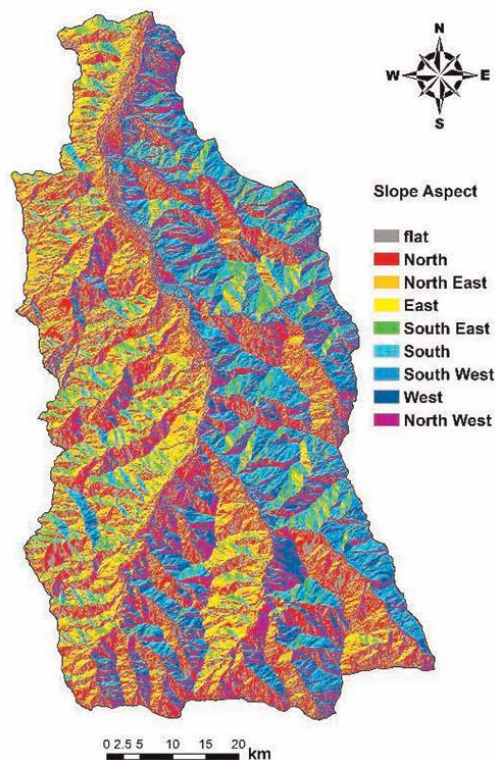 N
W E
S
Slope Aspect
flat
North
North East
East
South East
South
South West
West
North West
0 2.5 5 10 15 20
km